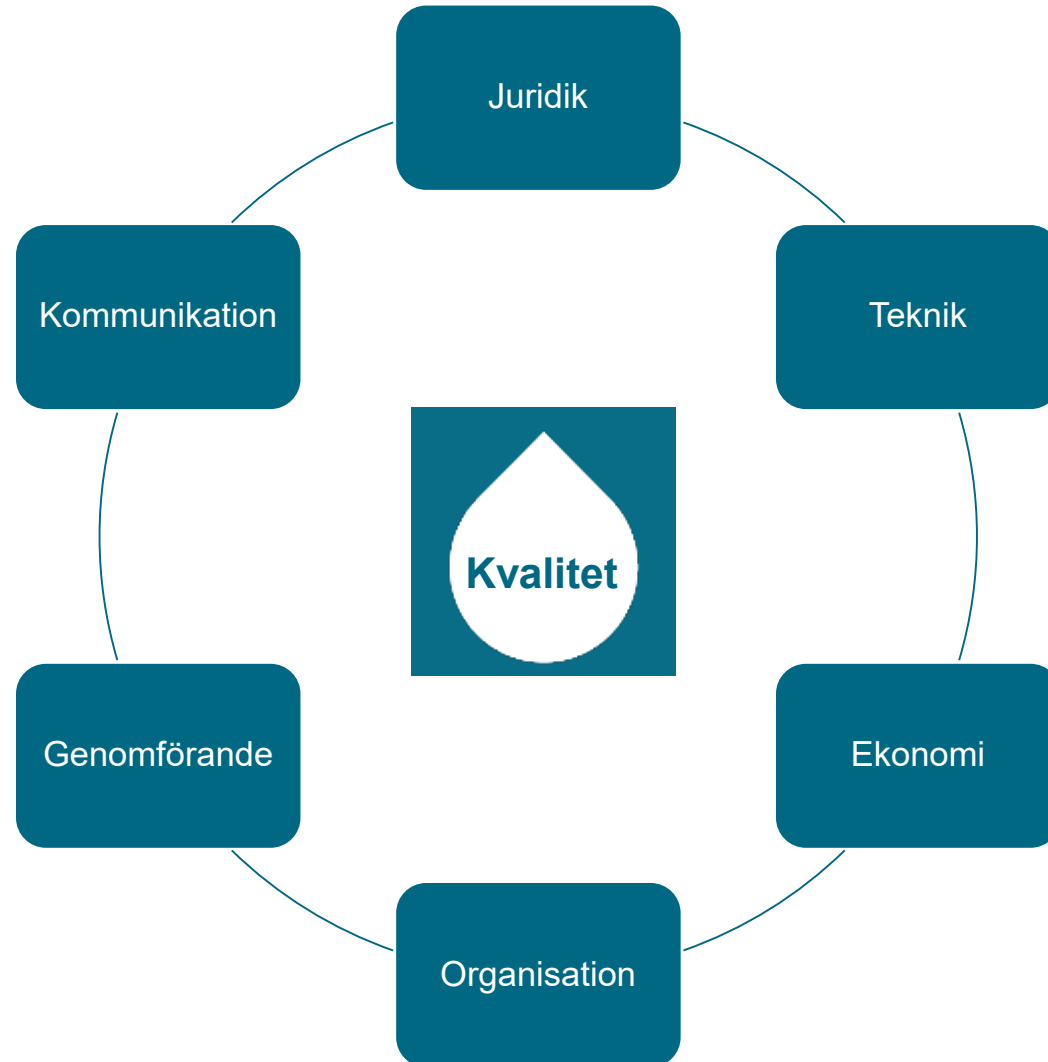 Juridik
Teknik
Ekonomi
Organisation
Genomförande
Kommunikation
Kvalitet